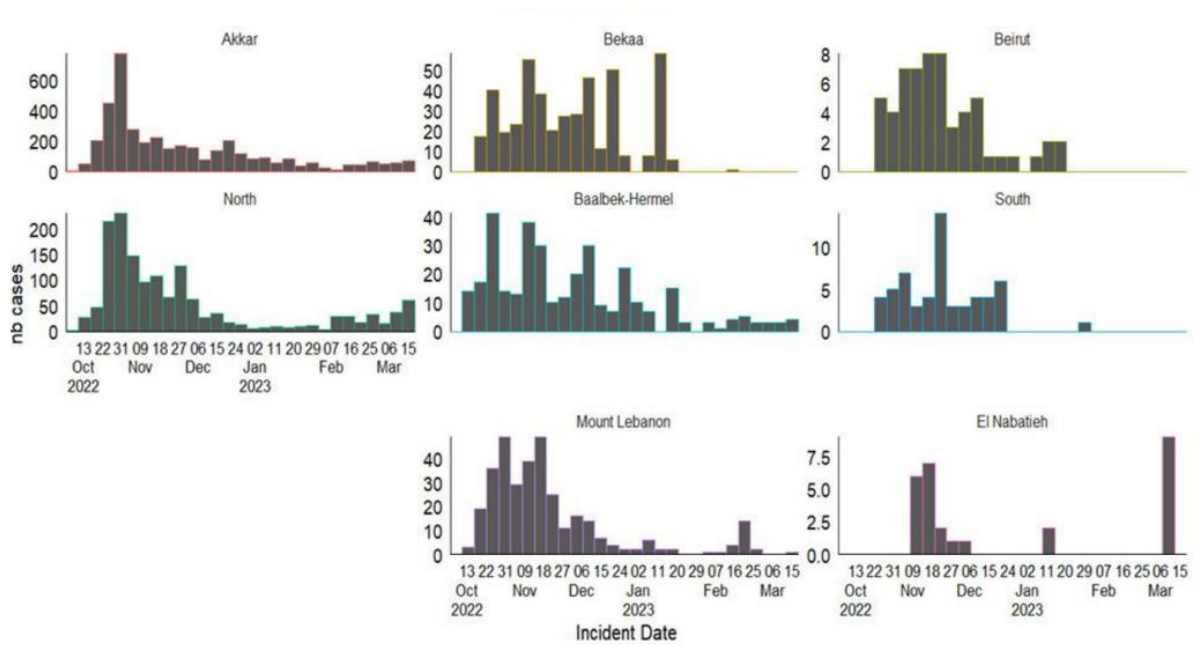 Akkar
Bekaa
Beirut
600
400
200
0
50
40
30
20
10
0
8
6
4
2
0
North
Baalbek-Hermel
South
nb cases
200
150
100
50
0
40
30
20
10
0
10
5
0
13 22 31 09 18 27 06 15 24 02 11 20 29 07 16 25 06 15
Oct Nov Dec Jan Feb Mar
2022 2023
Mount Lebanon
El Nabatieh
40
30
20
10
0
7.5
5.0
2.5
0.0
13 22 31 09 18 27 06 15 24 02 11 20 29 07 16 25 06 15
Oct Nov Dec Jan Feb Mar
2022 2023
13 22 31 09 18 27 06 15 24 02 11 20 29 07 16 25 06 15
Oct Nov Dec Jan Feb Mar
2022 2023
Incident Date